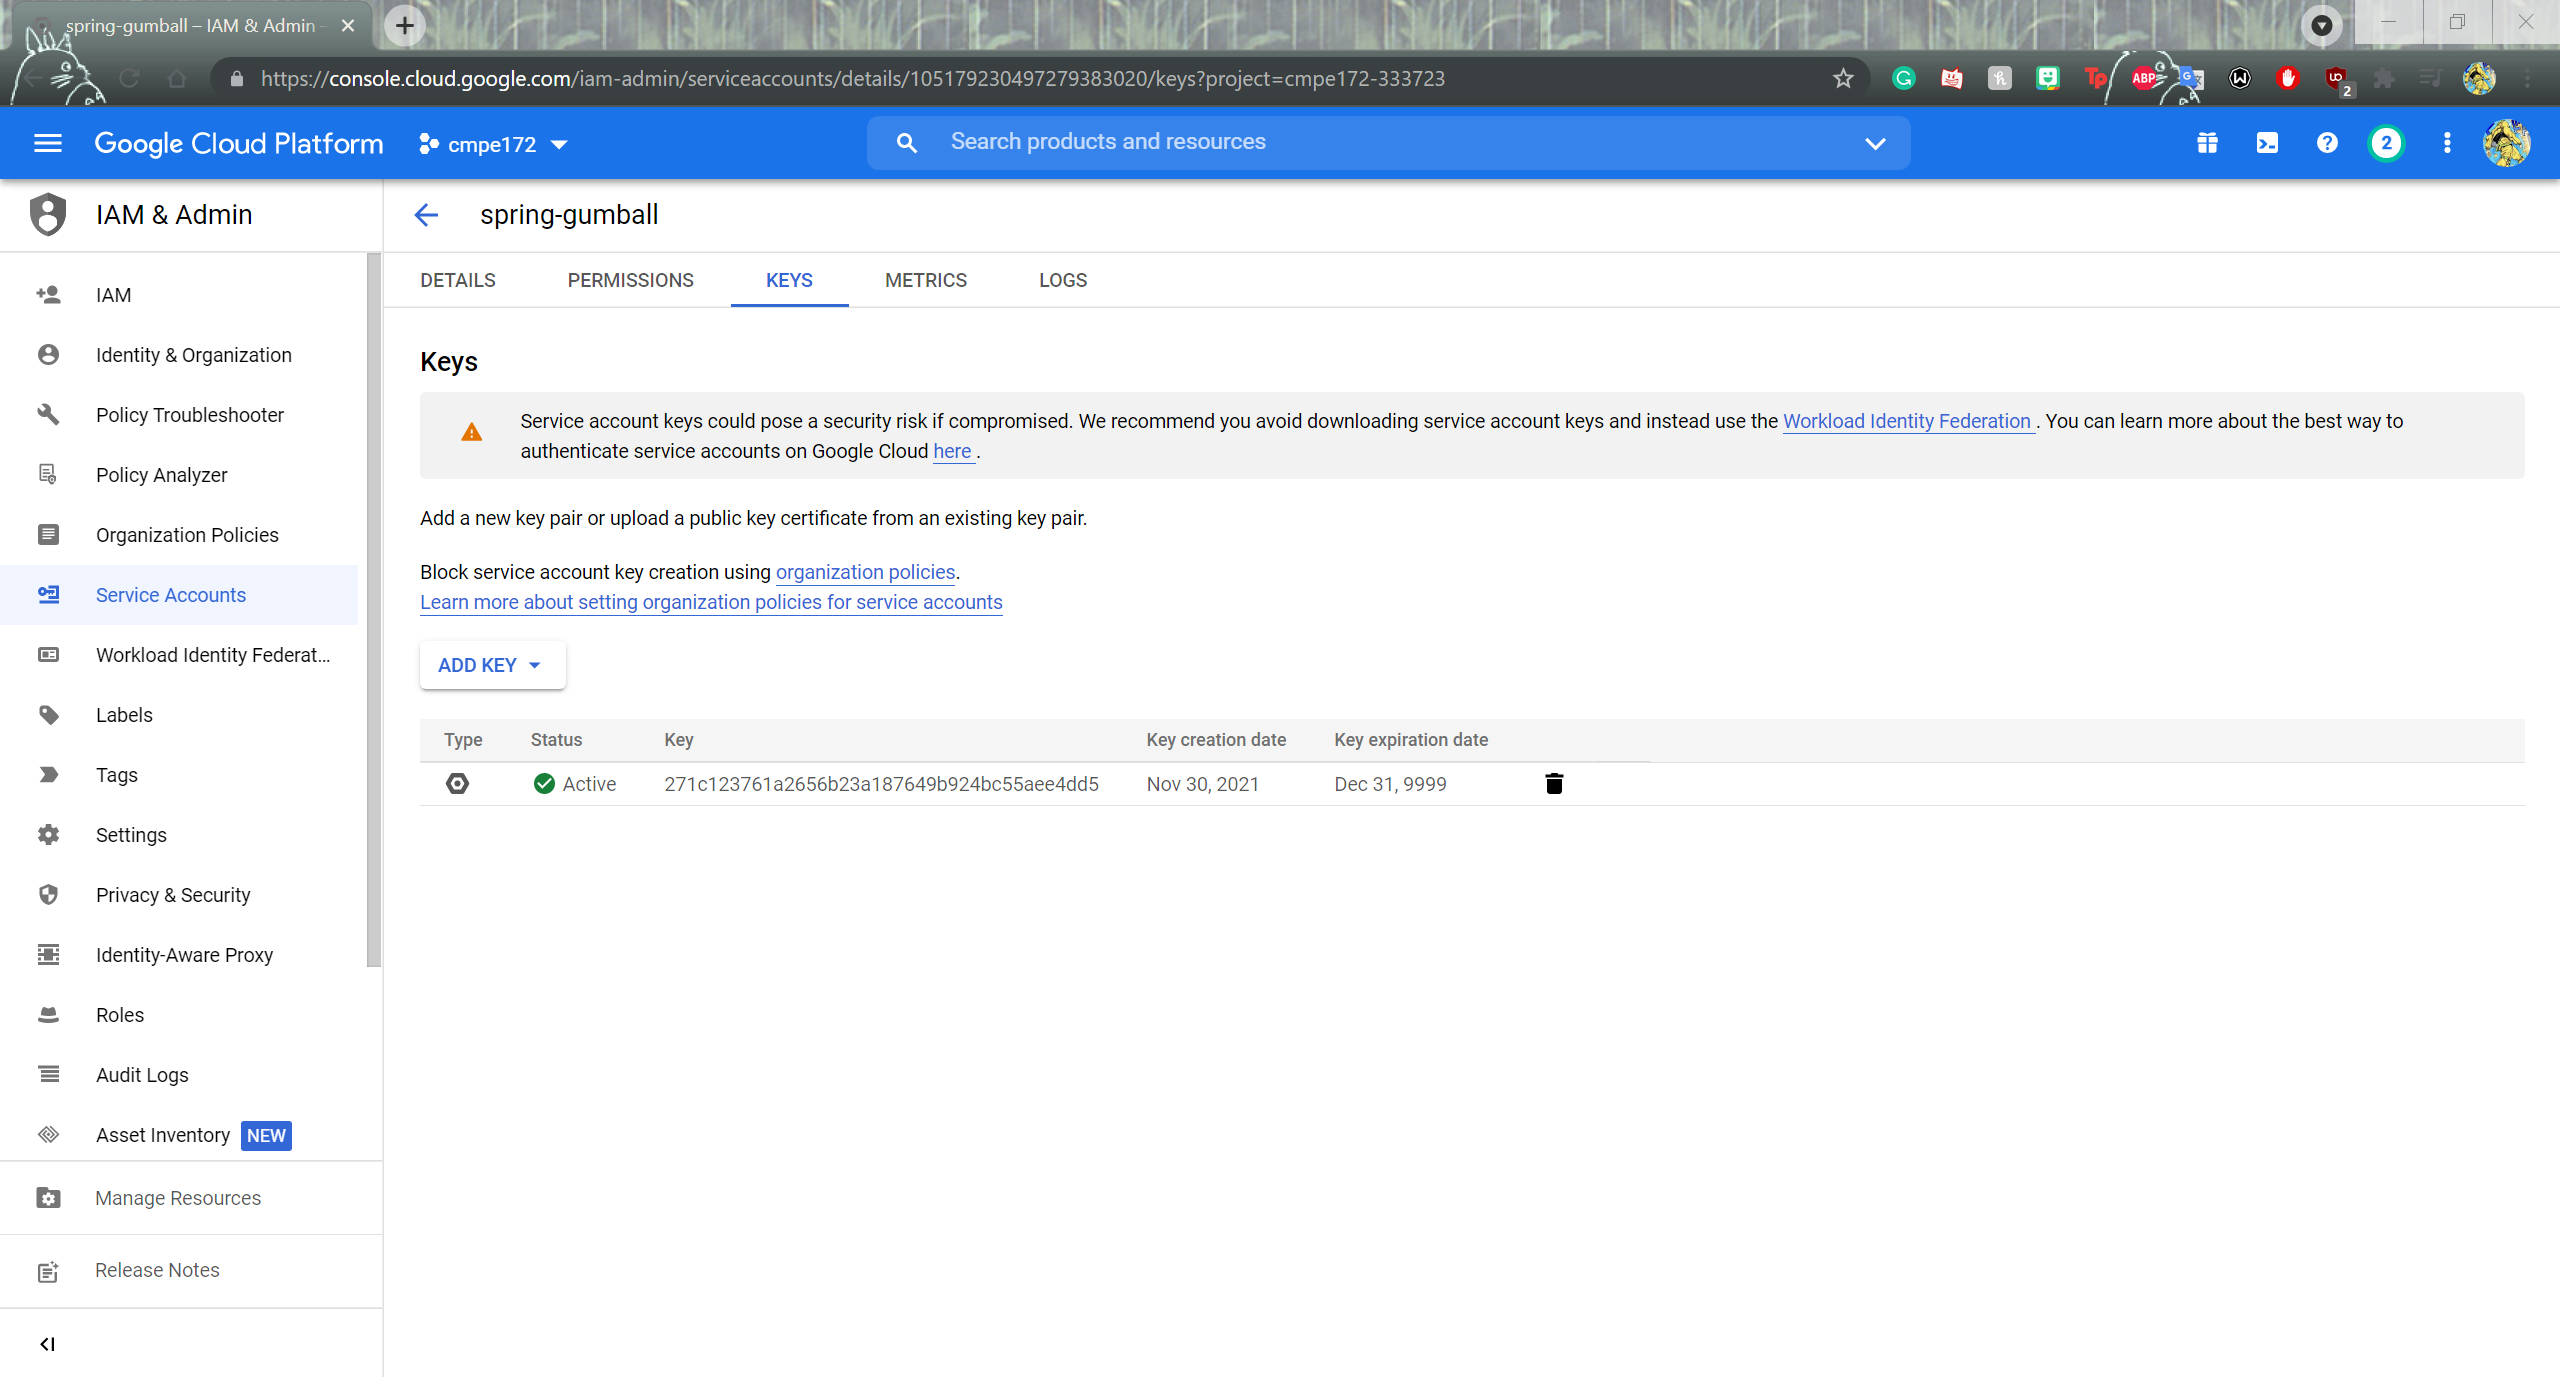 spring-gumball – IAM & Admin -
https://console.cloud.google.com/iam-admin/serviceaccounts/details/105179230497279383020/keys?project=cmpe172-333723
Tp
ABP
2
Google Cloud Platform
cmpe172
Search products and resources
2
IAM & Admin
spring-gumball
DETAILS
PERMISSIONS
KEYS
METRICS
LOGS
IAM
Identity & Organization
Policy Troubleshooter
Policy Analyzer
Organization Policies
Service Accounts
Workload Identity Federat...
Labels
Tags
Settings
Privacy & Security
Identity-Aware Proxy
Roles
Audit Logs
Asset Inventory NEW
Manage Resources
Release Notes
Keys
Service account keys could pose a security risk if compromised. We recommend you avoid downloading service account keys and instead use the Workload Identity Federation . You can learn more about the best way to
authenticate service accounts on Google Cloud here .
Add a new key pair or upload a public key certificate from an existing key pair.
Block service account key creation using organization policies.
Learn more about setting organization policies for service accounts
ADD KEY
Type Status Key Key creation date Key expiration date
Active 271c123761a2656b23a187649b924bc55aee4dd5 Nov 30, 2021 Dec 31, 9999